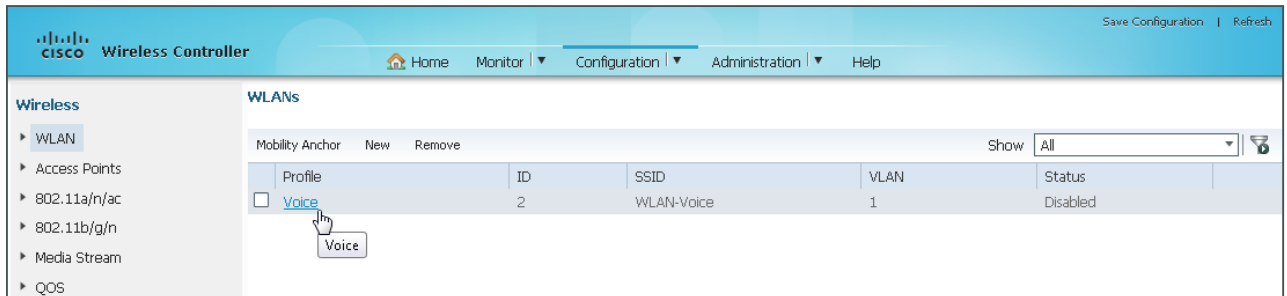 Save Configuration | Refresh
CISCO Wireless Controller
Home Monitor Configuration Administration Help
Wireless
WLAN
Access Points
802.11a/n/ac
802.11b/g/n
Media Stream
QOS
WLANs
Mobility Anchor New Remove Show All
Profile ID SSID VLAN Status
Voice 2 WLAN-Voice 1 Disabled
Voice